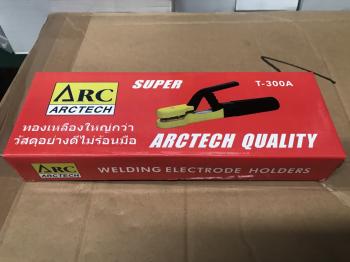 ARC
ARCTECH
SUPER
T-300A
ทองเหลืองใหญ่กว่า
วัสดุอย่างดีไม่ร้อนมือ
ARCTECH QUALITY
ARC
ARCTECH
WELDING ELECTRODE HOLDERS